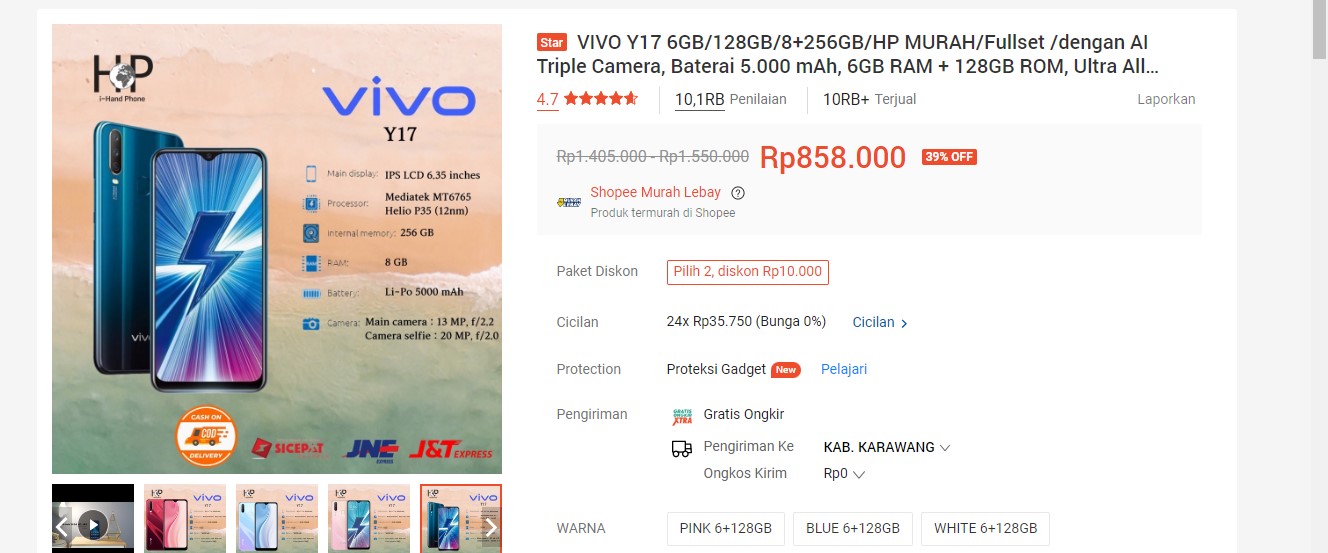 HP
i-Hand Phone
vivo
Y17
Main display: IPS LCD 6.35 inches
Processor: Mediatek MT6765
Helio P35 (12nm)
Internal memory: 256 GB
RAM: 8 GB
Battery: Li-Po 5000 mAh
Camera: Main camera : 13 MP, f/2.2
Camera selfie : 20 MP, f/2.0
CASH ON
COD
DELIVERY
SICEPAT
JNE
EXPRESS
J&T EXPRESS
Star VIVO Y17 6GB/128GB/8+256GB/HP MURAH/Fullset /dengan AI
Triple Camera, Baterai 5.000 mAh, 6GB RAM + 128GB ROM, Ultra All...
4.7 10,1RB Penilaian 10RB+ Terjual Laporkan
Rp1.405.000 - Rp1.550.000 Rp858.000 39% OFF
Shopee Murah Lebay ?
Produk termurah di Shopee
Paket Diskon Pilih 2, diskon Rp10.000
Cicilan 24x Rp35.750 (Bunga 0%) Cicilan >
Protection Proteksi Gadget New Pelajari
Pengiriman GRATIS ONGKIR XTRA Gratis Ongkir
Pengiriman Ke KAB. KARAWANG
Ongkos Kirim Rp0
WARNA PINK 6+128GB BLUE 6+128GB WHITE 6+128GB